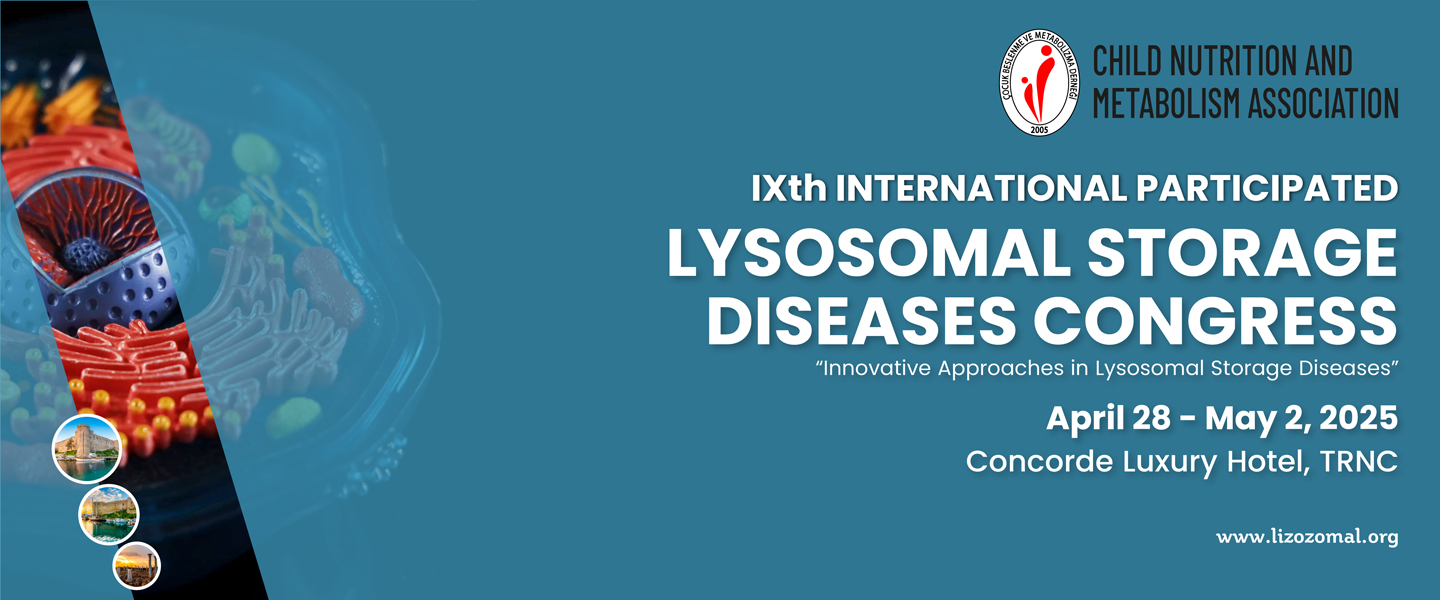 ÇOCUK BESLENME VE METABOLİZMA DERNEĞİ
2005
CHILD NUTRITION AND
METABOLISM ASSOCIATION
IXth INTERNATIONAL PARTICIPATED
LYSOSOMAL STORAGE
DISEASES CONGRESS
“Innovative Approaches in Lysosomal Storage Diseases”
April 28 - May 2, 2025
Concorde Luxury Hotel, TRNC
www.lizozomal.org